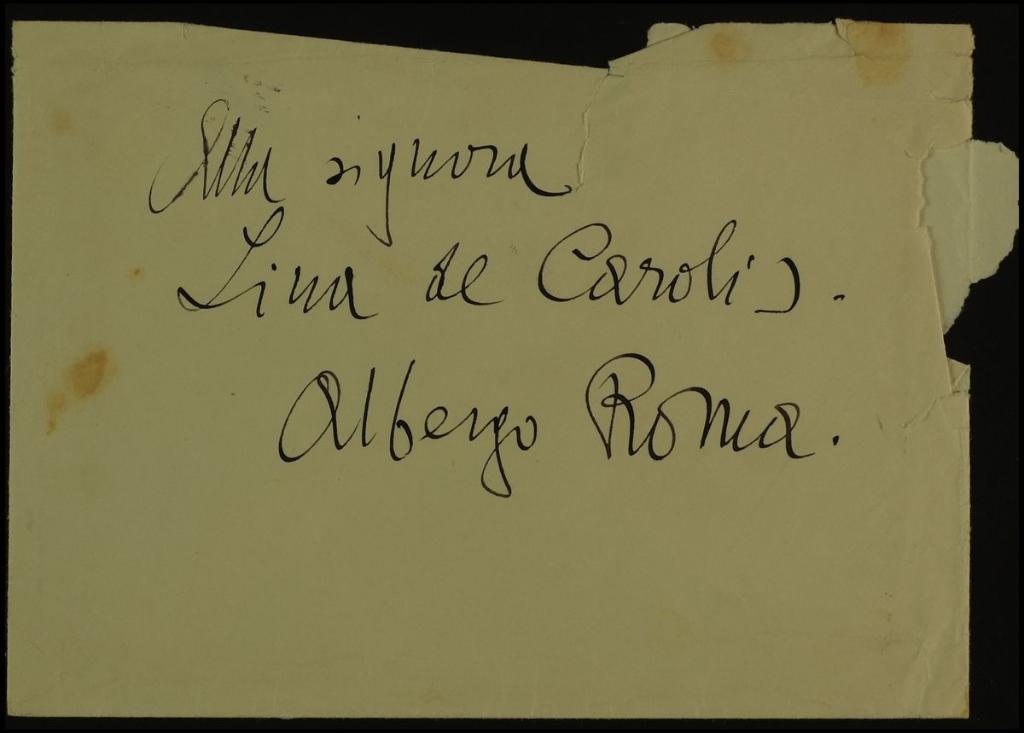 Alla signora
Lina de Carolis.
Albergo Roma.